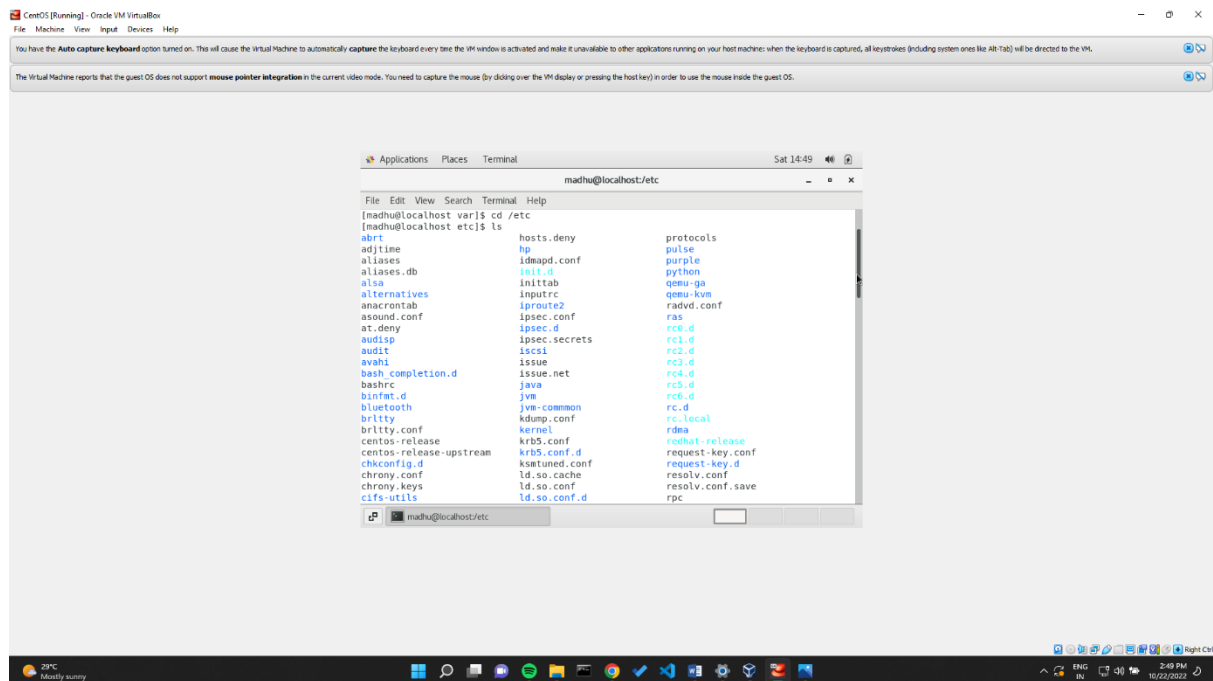 CentOS [Running] - Oracle VM VirtualBox
File Machine View Input Devices Help
You have the Auto capture keyboard option turned on. This will cause the Virtual Machine to automatically capture the keyboard every time the VM window is activated and make it unavailable to other applications running on your host machine: when the keyboard is captured, all keystrokes (including system ones like Alt-Tab) will be directed to the VM.
The Virtual Machine reports that the guest OS does not support mouse pointer integration in the current video mode. You need to capture the mouse (by clicking over the VM display or pressing the host key) in order to use the mouse inside the guest OS.
Applications Places Terminal Sat 14:49
madhu@localhost:/etc
File Edit View Search Terminal Help
[madhu@localhost var]$ cd /etc
[madhu@localhost etc]$ ls
abrt hosts.deny protocols
adjtime hp pulse
aliases idmapd.conf purple
aliases.db init.d python
alsa inittab qemu-ga
alternatives inputrc qemu-kvm
anacrontab iproute2 radvd.conf
asound.conf ipsec.conf ras
at.deny ipsec.d rc0.d
audisp ipsec.secrets rc1.d
audit iscsi rc2.d
avahi issue rc3.d
bash_completion.d issue.net rc4.d
bashrc java rc5.d
binfmt.d jvm rc6.d
bluetooth jvm-commmon rc.d
brltty kdump.conf rc.local
brltty.conf kernel rdma
centos-release krb5.conf redhat-release
centos-release-upstream krb5.conf.d request-key.conf
chkconfig.d ksmtuned.conf request-key.d
chrony.conf ld.so.cache resolv.conf
chrony.keys ld.so.conf resolv.conf.save
cifs-utils ld.so.conf.d rpc
madhu@localhost:/etc
Right Ctrl
29°C
Mostly sunny
ENG
IN
2:49 PM
10/22/2022